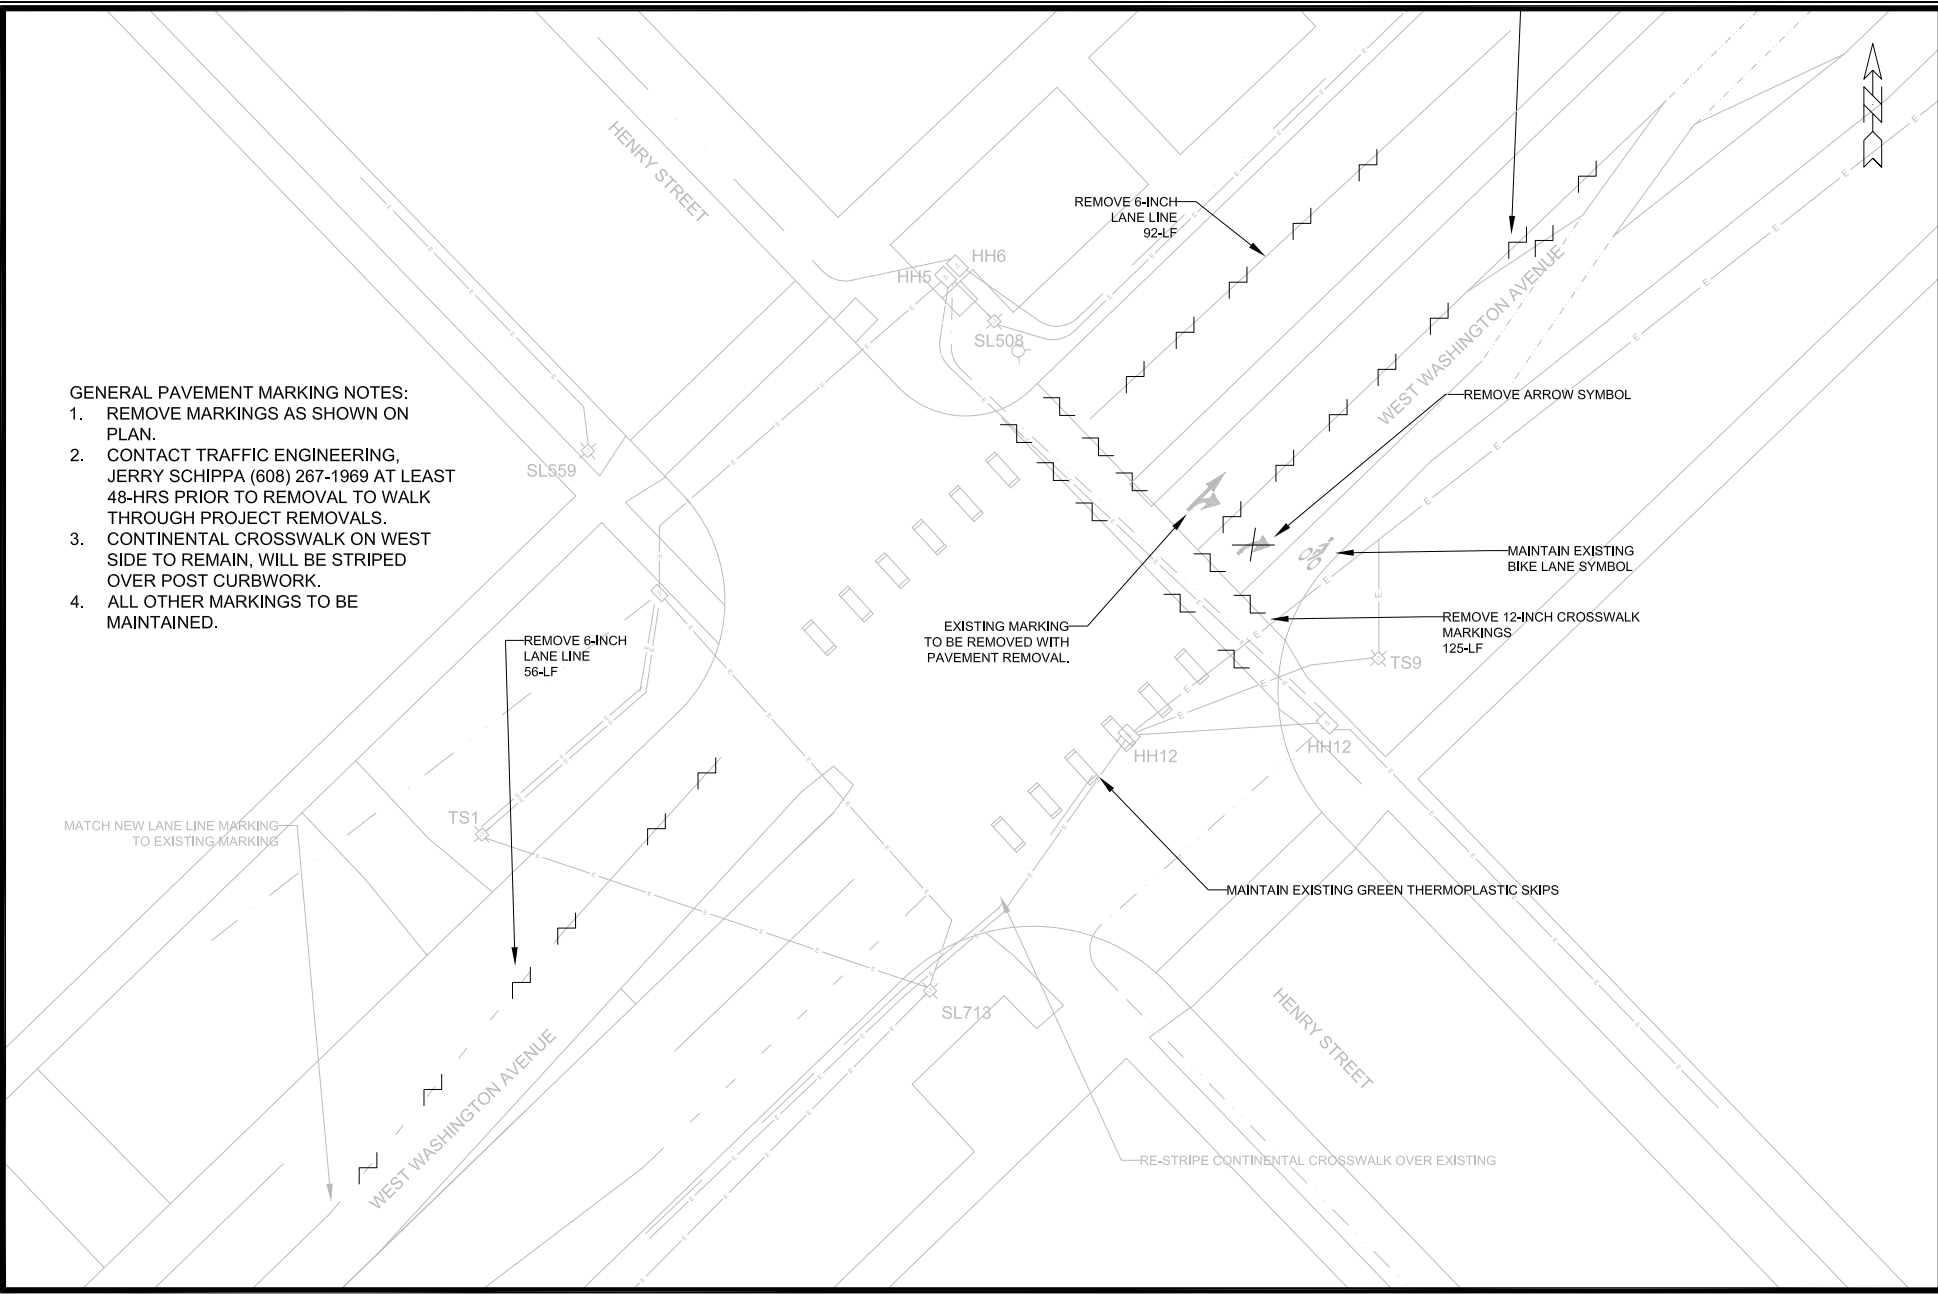 HENRY STREET
REMOVE 6-INCH
LANE LINE
92-LF
HH6
HH5
SL508
WEST WASHINGTON AVENUE
GENERAL PAVEMENT MARKING NOTES:
1. REMOVE MARKINGS AS SHOWN ON
PLAN.
2. CONTACT TRAFFIC ENGINEERING,
JERRY SCHIPPA (608) 267-1969 AT LEAST
48-HRS PRIOR TO REMOVAL TO WALK
THROUGH PROJECT REMOVALS.
3. CONTINENTAL CROSSWALK ON WEST
SIDE TO REMAIN, WILL BE STRIPED
OVER POST CURBWORK.
4. ALL OTHER MARKINGS TO BE
MAINTAINED.
SL559
REMOVE ARROW SYMBOL
MAINTAIN EXISTING
BIKE LANE SYMBOL
EXISTING MARKING
TO BE REMOVED WITH
PAVEMENT REMOVAL.
REMOVE 12-INCH CROSSWALK
MARKINGS
125-LF
REMOVE 6-INCH
LANE LINE
56-LF
TS9
HH12
HH12
TS1
MATCH NEW LANE LINE MARKING
TO EXISTING MARKING
MAINTAIN EXISTING GREEN THERMOPLASTIC SKIPS
SL713
HENRY STREET
WEST WASHINGTON AVENUE
RE-STRIPE CONTINENTAL CROSSWALK OVER EXISTING